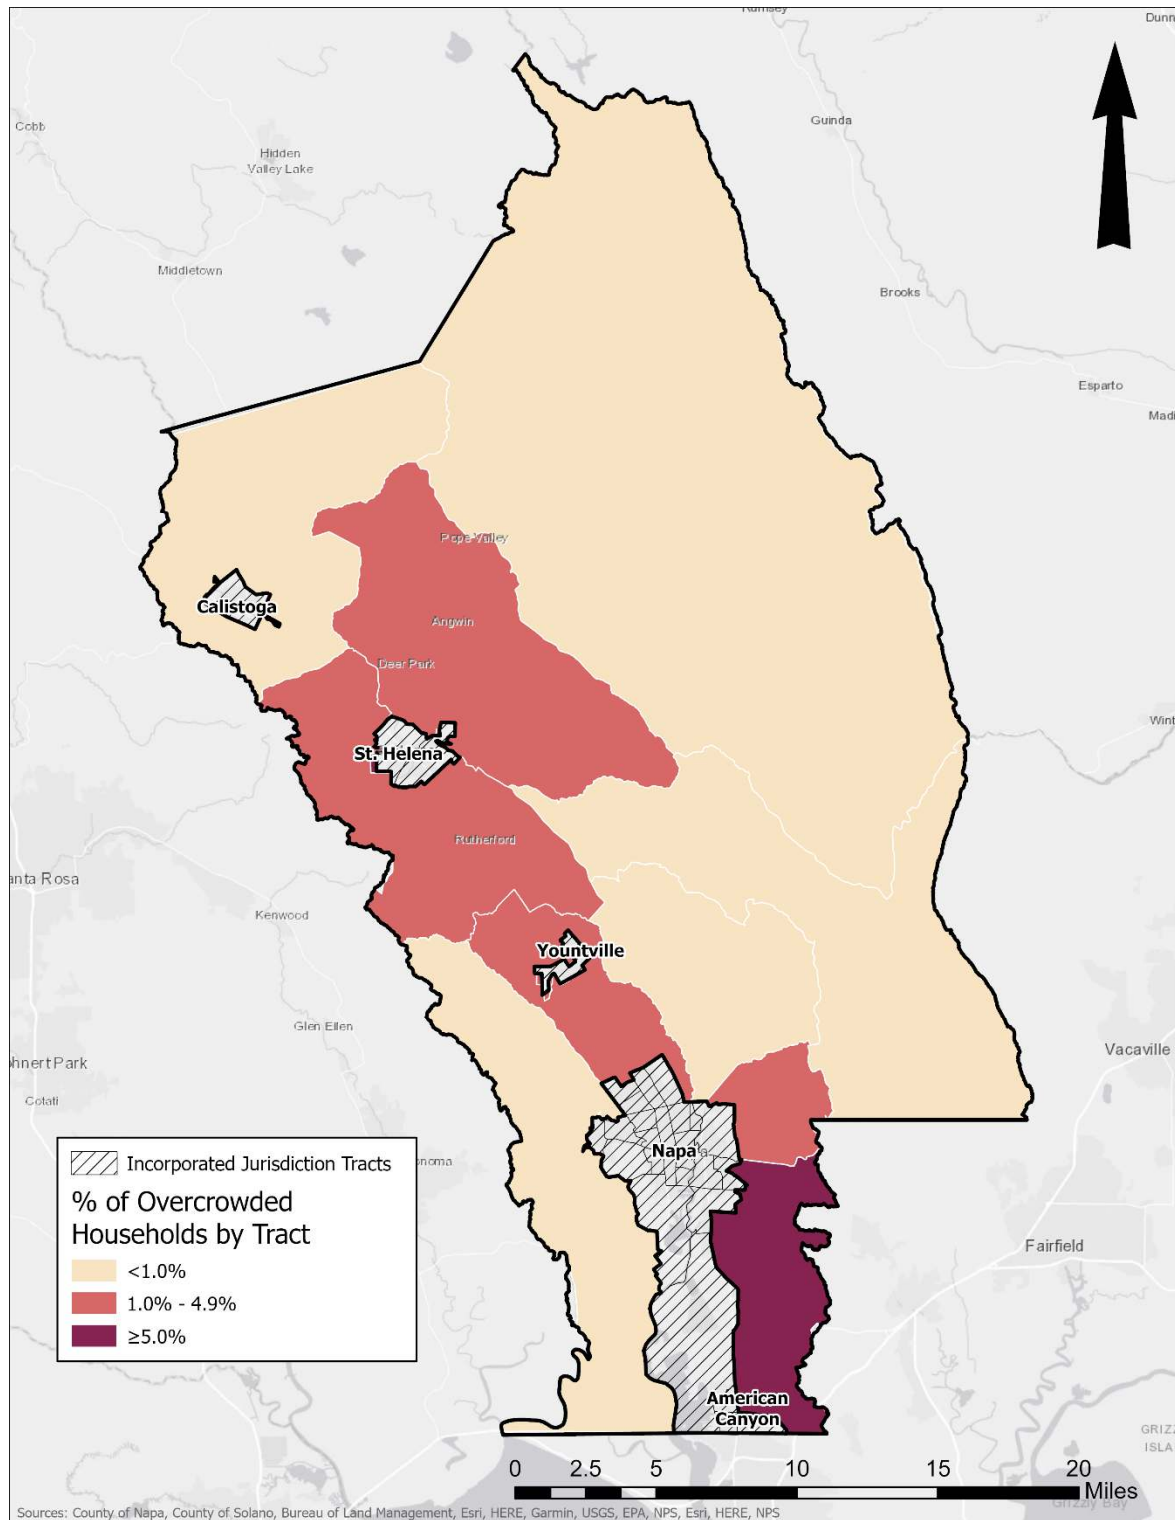 Rumsey
Dunn
Guinda
Cobb
Hidden
Valley Lake
Middletown
Brooks
Esparto
Madi
Pope Valley
Calistoga
Angwin
Deer Park
Wint
St. Helena
Rutherford
anta Rosa
Kenwood
Yountville
Glen Ellen
Vacaville
ohnert Park
Cotati
Napa
onoma
Incorporated Jurisdiction Tracts
% of Overcrowded
Households by Tract
<1.0%
1.0% - 4.9%
≥5.0%
Fairfield
American
Canyon
GRIZZ
ISLA
0 2.5 5 10 15 20
Miles
Grizzly Bay
Sources: County of Napa, County of Solano, Bureau of Land Management, Esri, HERE, Garmin, USGS, EPA, NPS, Esri, HERE, NPS